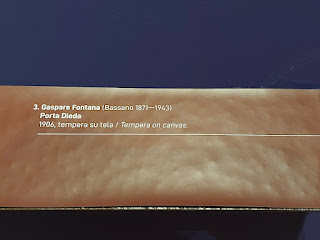 3. Gaspare Fontana (Bassano 1871—1943)
Porta Dieda
1906, tempera su tela / Tempera on canvas.